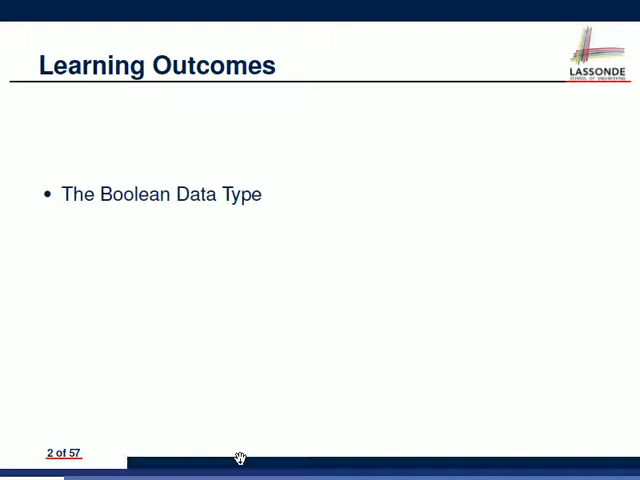 Learning Outcomes
LASSONDE
SCHOOL OF ENGINEERING
• The Boolean Data Type
2 of 57